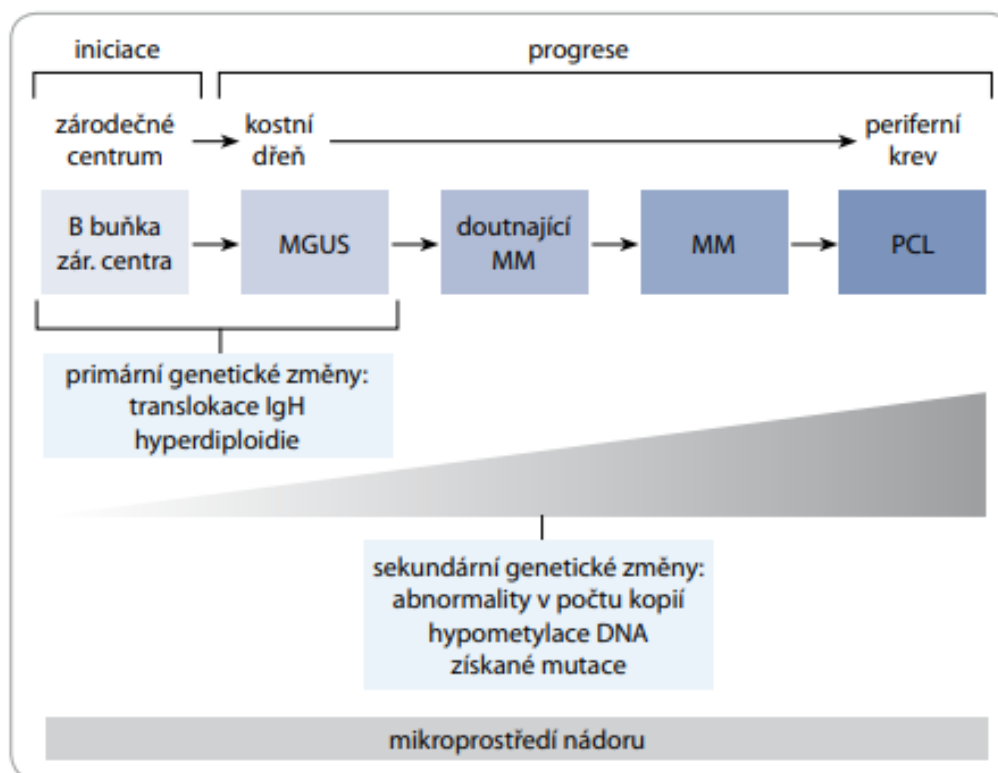 iniciace
progrese
zárodečné
centrum
kostní
dřeň
periferní
krev
B buňka
zár. centra
MGUS
doutnající
MM
MM
PCL
primární genetické změny:
translokace IgH
hyperdiploidie
sekundární genetické změny:
abnormality v počtu kopií
hypometylace DNA
získané mutace
mikroprostředí nádoru